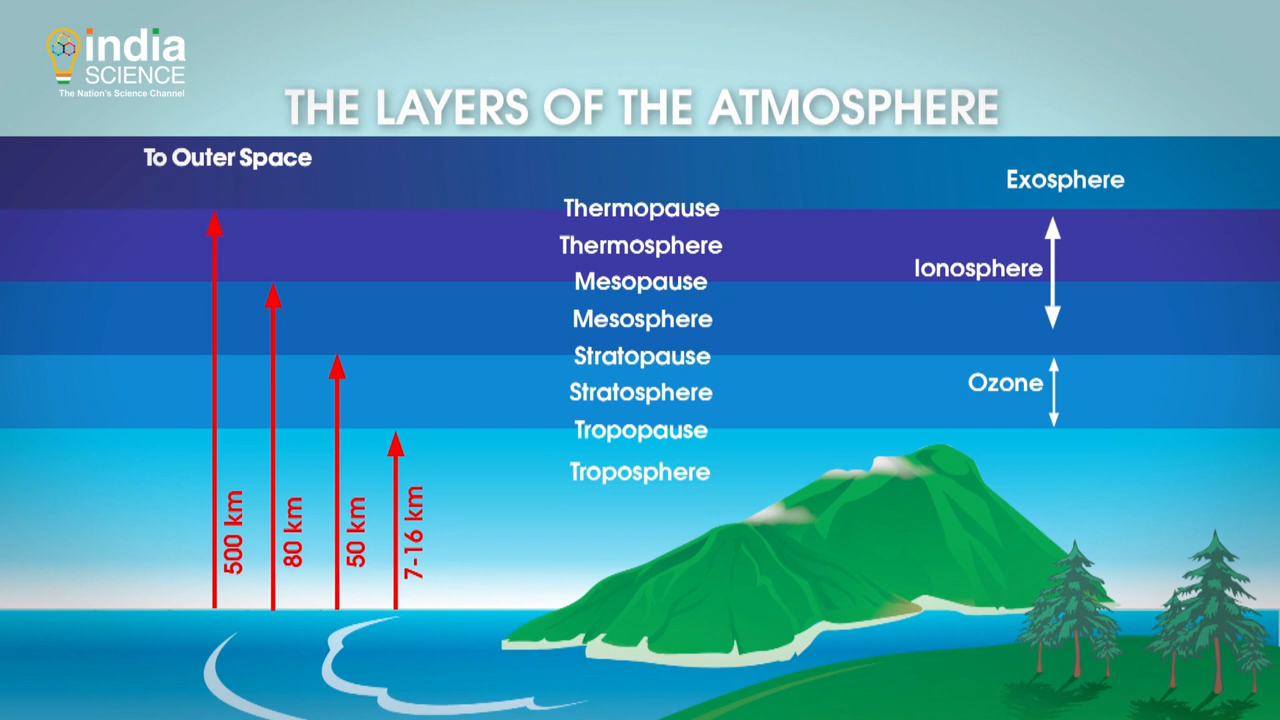 india
SCIENCE
The Nation's Science Channel
THE LAYERS OF THE ATMOSPHERE
To Outer Space
Exosphere
Thermopause
Thermosphere
Ionosphere
Mesopause
Mesosphere
Stratopause
Ozone
Stratosphere
Tropopause
Troposphere
500 km
80 km
50 km
7-16 km